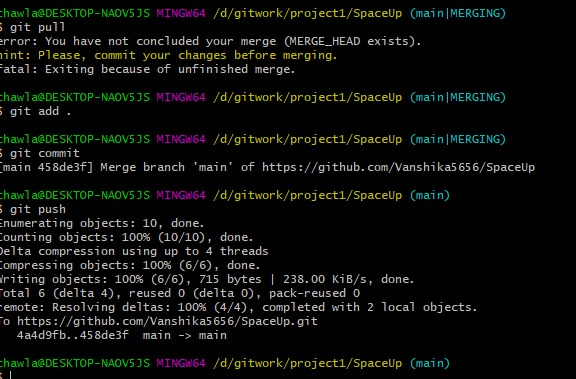 chawla@DESKTOP-NAOV5JS MINGW64 /d/gitwork/project1/SpaceUp (main|MERGING)
$ git pull
error: You have not concluded your merge (MERGE_HEAD exists).
hint: Please, commit your changes before merging.
fatal: Exiting because of unfinished merge.
chawla@DESKTOP-NAOV5JS MINGW64 /d/gitwork/project1/SpaceUp (main|MERGING)
$ git add .
chawla@DESKTOP-NAOV5JS MINGW64 /d/gitwork/project1/SpaceUp (main|MERGING)
$ git commit
[main 458de3f] Merge branch 'main' of https://github.com/Vanshika5656/SpaceUp
chawla@DESKTOP-NAOV5JS MINGW64 /d/gitwork/project1/SpaceUp (main)
$ git push
Enumerating objects: 10, done.
Counting objects: 100% (10/10), done.
Delta compression using up to 4 threads
Compressing objects: 100% (6/6), done.
Writing objects: 100% (6/6), 715 bytes | 238.00 KiB/s, done.
Total 6 (delta 4), reused 0 (delta 0), pack-reused 0
remote: Resolving deltas: 100% (4/4), completed with 2 local objects.
To https://github.com/Vanshika5656/SpaceUp.git
   4a4d9fb..458de3f  main -> main
chawla@DESKTOP-NAOV5JS MINGW64 /d/gitwork/project1/SpaceUp (main)
$